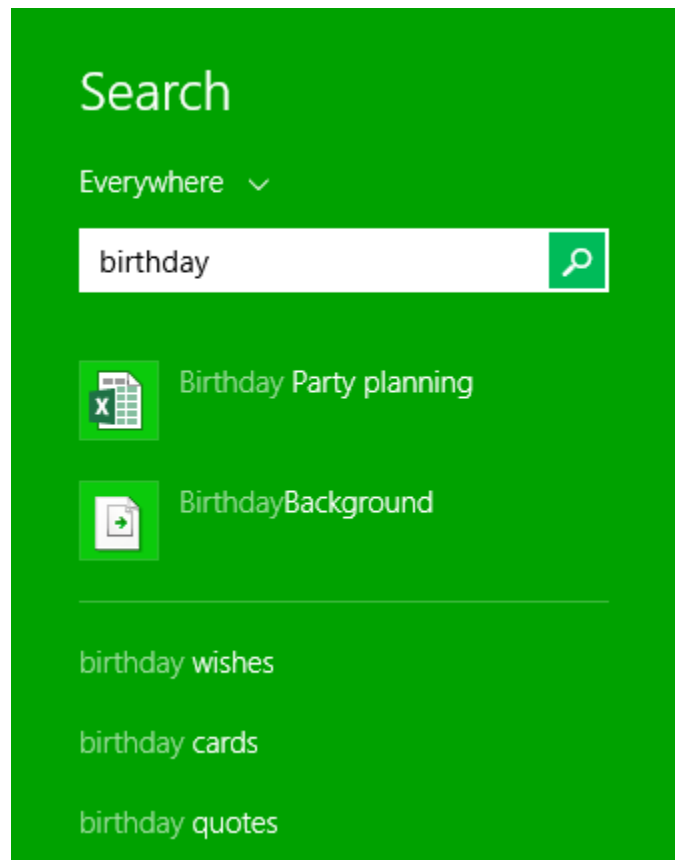 Search
Everywhere
birthday
Birthday Party planning
BirthdayBackground
birthday wishes
birthday cards
birthday quotes